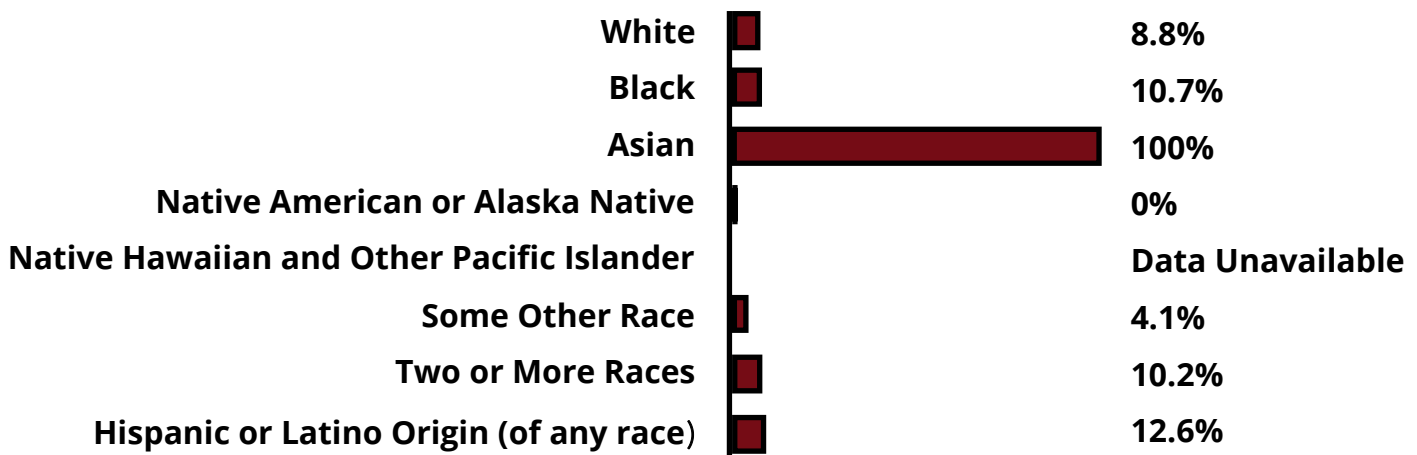 White 8.8%
Black 10.7%
Asian 100%
Native American or Alaska Native 0%
Native Hawaiian and Other Pacific Islander Data Unavailable
Some Other Race 4.1%
Two or More Races 10.2%
Hispanic or Latino Origin (of any race) 12.6%